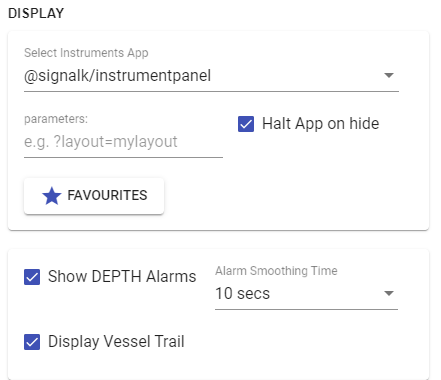 DISPLAY
Select Instruments App
@signalk/instrumentpanel
parameters:
e.g. ?layout=mylayout
Halt App on hide
FAVOURITES
Show DEPTH Alarms
Alarm Smoothing Time
10 secs
Display Vessel Trail